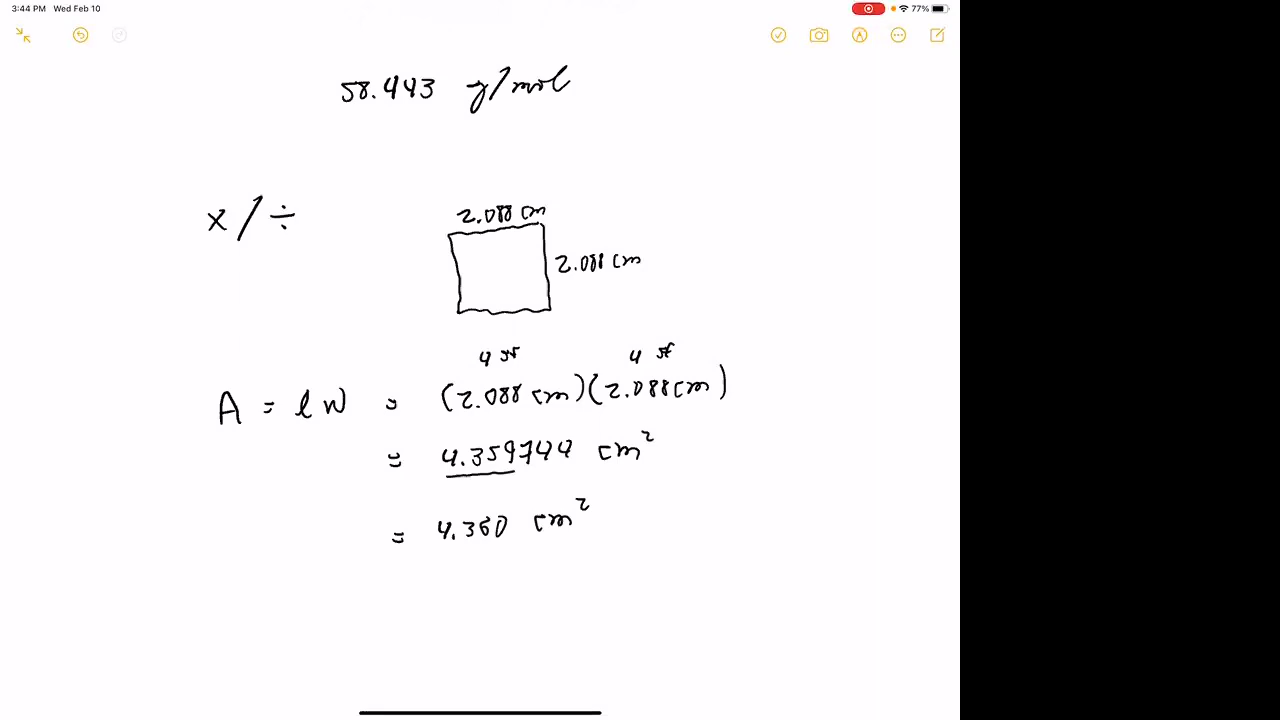 3:44 PM Wed Feb 10
77%
58.443 g/mol
x / ÷
2.088 cm
2.088 cm
4 sf 4 sf
A = l w = (2.088 cm)(2.088 cm)
= 4.359744 cm²
= 4.360 cm²